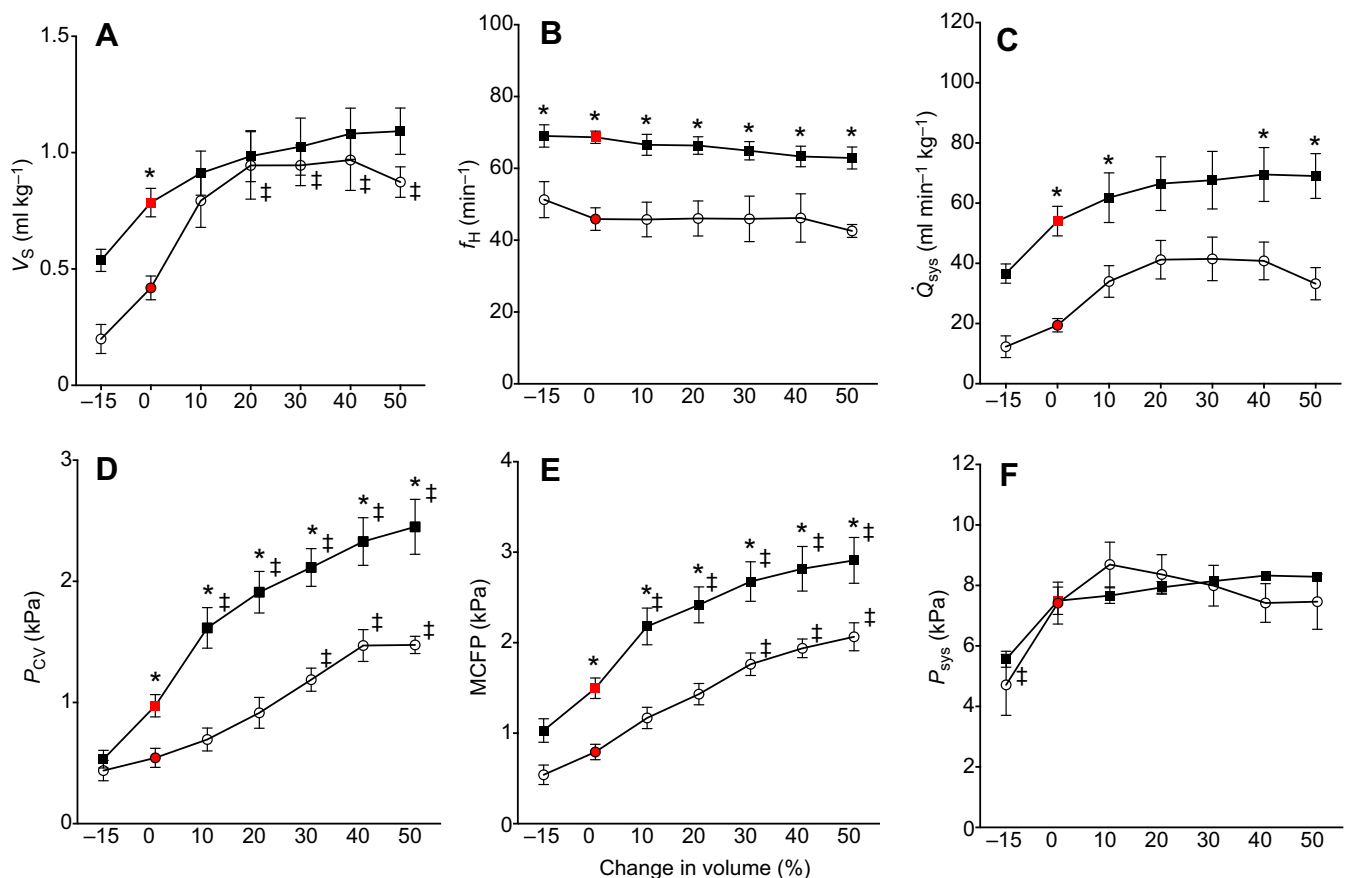 A
V_S (ml kg⁻¹)
1.5
1.0
0.5
0
*
‡ ‡ ‡ ‡
–15 0 10 20 30 40 50
B
f_H (min⁻¹)
100
80
60
40
20
0
* * * * * * *
–15 0 10 20 30 40 50
C
Q̇_sys (ml min⁻¹ kg⁻¹)
120
100
80
60
40
20
0
* * * *
–15 0 10 20 30 40 50
D
P_CV (kPa)
3
2
1
0
* * * * * *
‡ ‡ ‡ ‡ ‡
‡ ‡ ‡
–15 0 10 20 30 40 50
E
MCFP (kPa)
4
3
2
1
0
* * * * * *
‡ ‡ ‡ ‡ ‡
‡ ‡ ‡
–15 0 10 20 30 40 50
Change in volume (%)
F
P_sys (kPa)
12
10
8
6
4
2
0
‡
–15 0 10 20 30 40 50